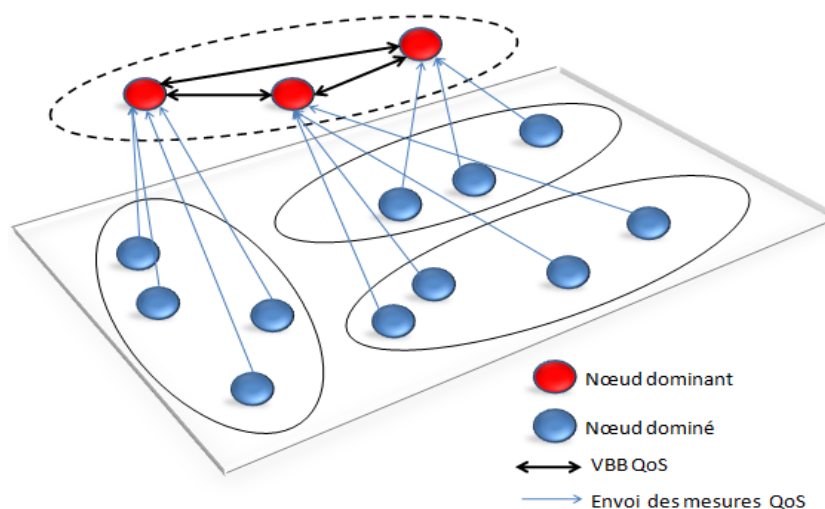 Nœud dominant
Nœud dominé
VBB QoS
Envoi des mesures QoS